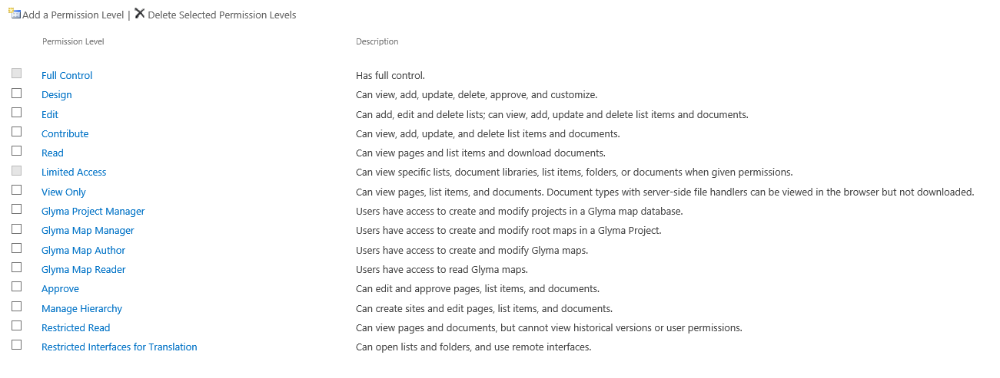 Add a Permission Level | Delete Selected Permission Levels
Permission Level Description
Full Control Has full control.
Design Can view, add, update, delete, approve, and customize.
Edit Can add, edit and delete lists; can view, add, update and delete list items and documents.
Contribute Can view, add, update, and delete list items and documents.
Read Can view pages and list items and download documents.
Limited Access Can view specific lists, document libraries, list items, folders, or documents when given permissions.
View Only Can view pages, list items, and documents. Document types with server-side file handlers can be viewed in the browser but not downloaded.
Glyma Project Manager Users have access to create and modify projects in a Glyma map database.
Glyma Map Manager Users have access to create and modify root maps in a Glyma Project.
Glyma Map Author Users have access to create and modify Glyma maps.
Glyma Map Reader Users have access to read Glyma maps.
Approve Can edit and approve pages, list items, and documents.
Manage Hierarchy Can create sites and edit pages, list items, and documents.
Restricted Read Can view pages and documents, but cannot view historical versions or user permissions.
Restricted Interfaces for Translation Can open lists and folders, and use remote interfaces.